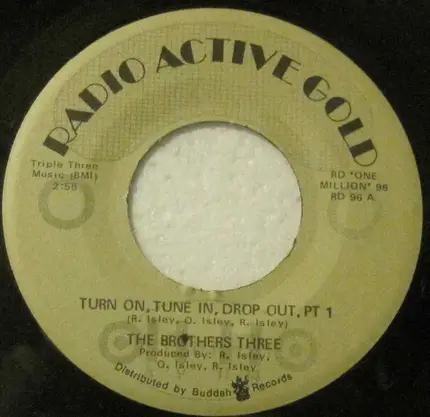 RADIO ACTIVE GOLD
Triple Three
Music (BMI)
2:58
RD "ONE
MILLION" 96
RD 96 A
TURN ON, TUNE IN, DROP OUT, PT 1
(R. Isley, O. Isley, R. Isley)
THE BROTHERS THREE
Produced By: R. Isley,
O. Isley, R. Isley
Distributed by Buddah Records